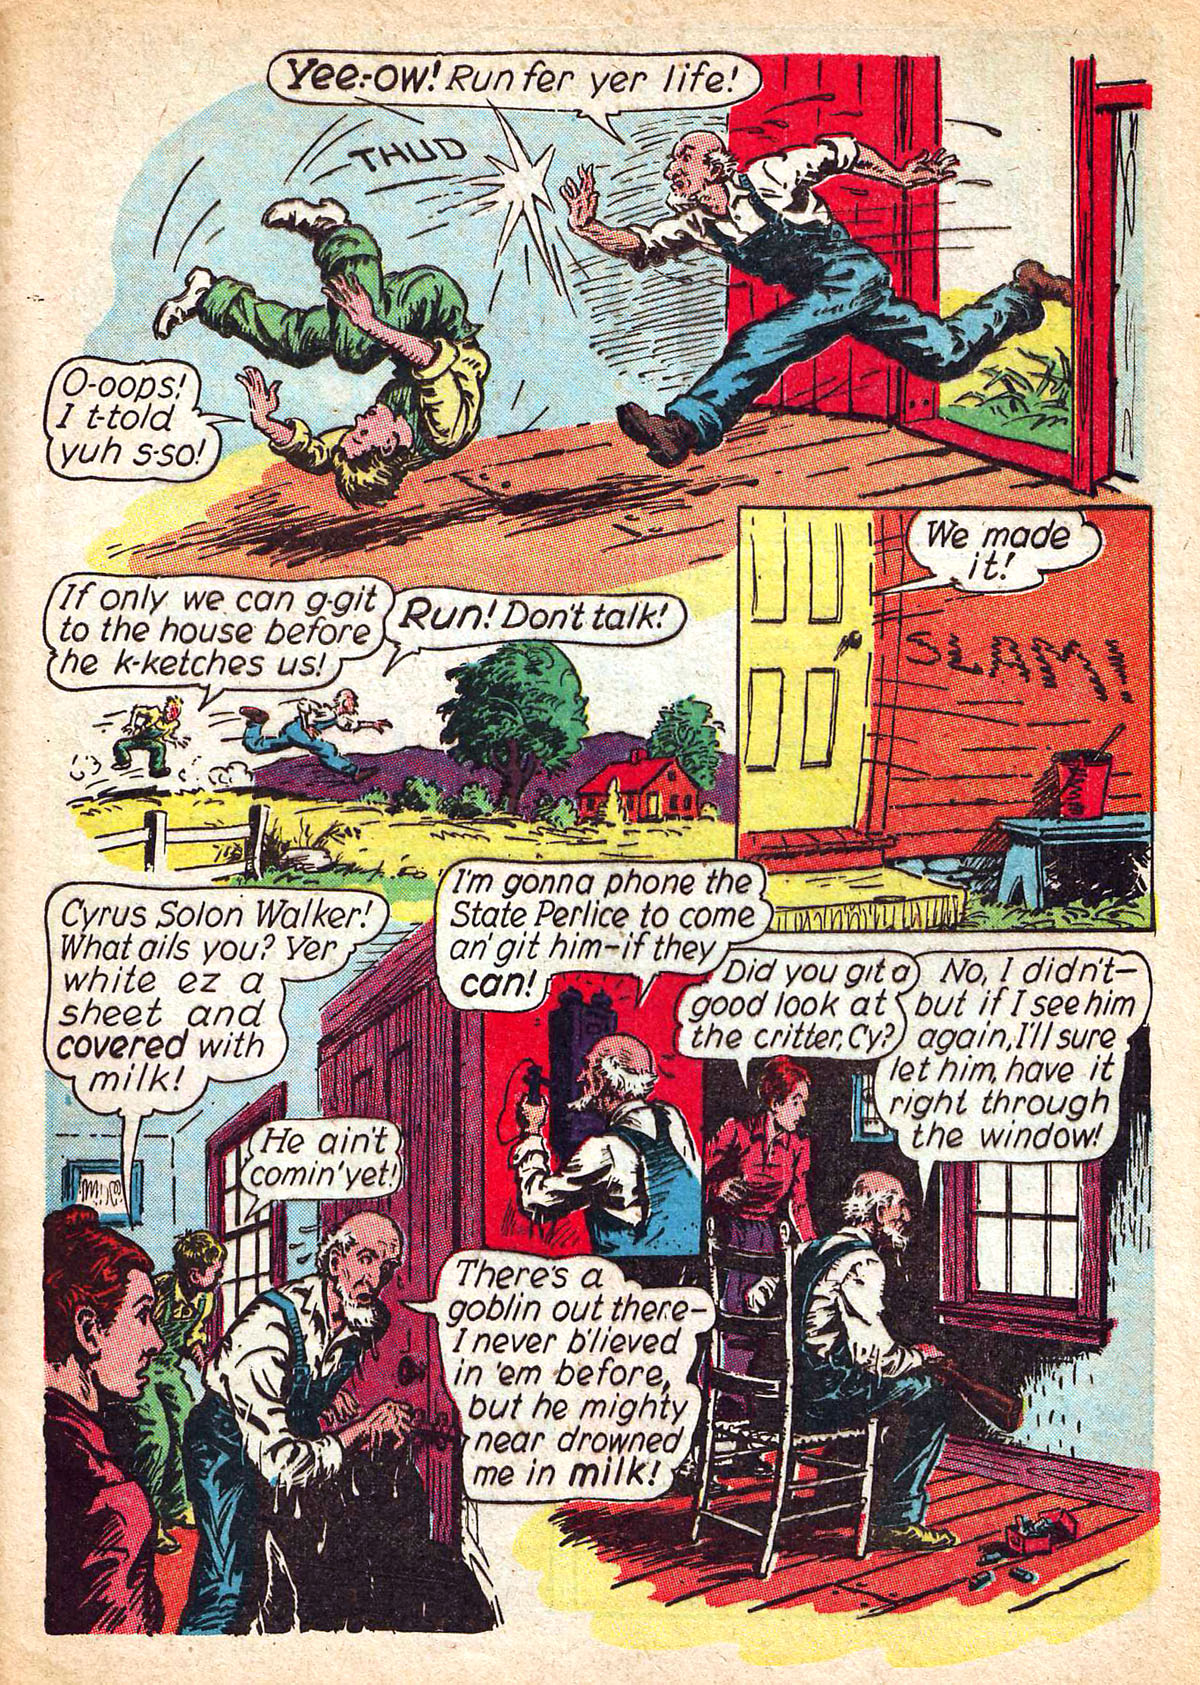 Yee-OW! Run fer yer life!
THUD
O-oops!
I t-told
yuh s-so!
If only we can g-git
to the house before
he k-ketches us!
Run! Don't talk!
We made
it!
Cyrus Solon Walker!
What ails you? Yer
white ez a
sheet and
covered with
milk!
He ain't
comin' yet!
I'm gonna phone the
State Perlice to come
an' git him—if they
can!
There's a
goblin out there—
I never b'lieved
in 'em before,
but he mighty
near drowned
me in milk!
Did you git a
good look at
the critter, Cy?
No, I didn't—
but if I see him
again, I'll sure
let him, have it
right through
the window!